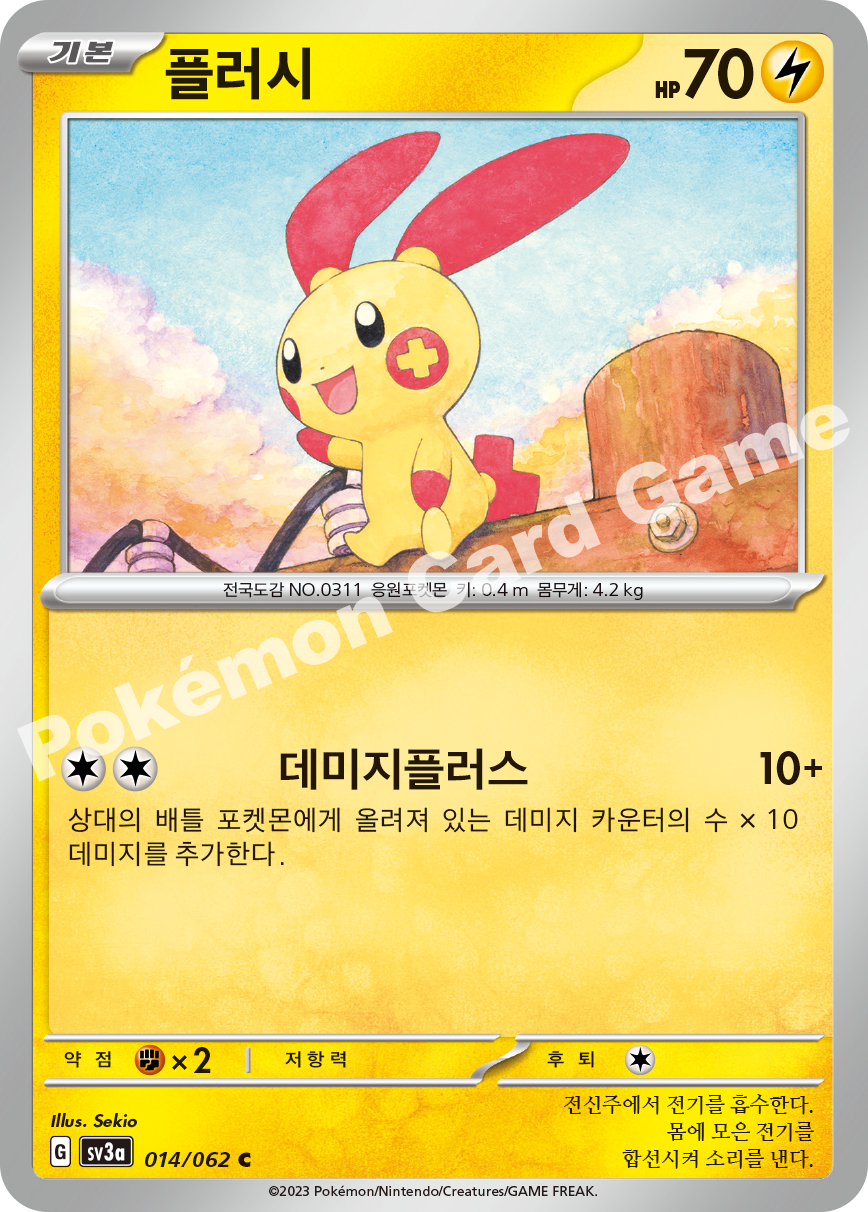 기본
플러시
HP 70
전국도감 NO.0311 응원포켓몬 키: 0.4 m 몸무게: 4.2 kg
Pokémon Card Game
데미지플러스 10+
상대의 배틀 포켓몬에게 올려져 있는 데미지 카운터의 수 × 10
데미지를 추가한다.
약점 ×2 저항력 후퇴
전신주에서 전기를 흡수한다.
몸에 모은 전기를
합선시켜 소리를 낸다.
Illus. Sekio
G sv3a 014/062 C
©2023 Pokémon/Nintendo/Creatures/GAME FREAK.